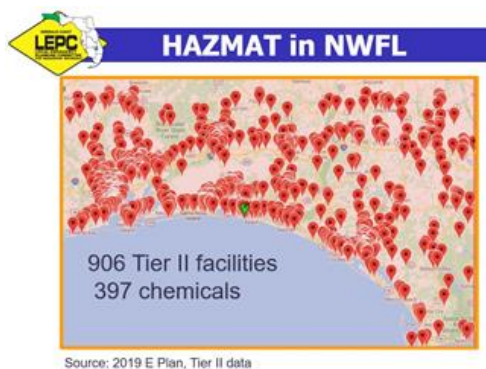 LEPC
HAZMAT in NWFL
906 Tier II facilities
397 chemicals
Source: 2019 E Plan, Tier II data